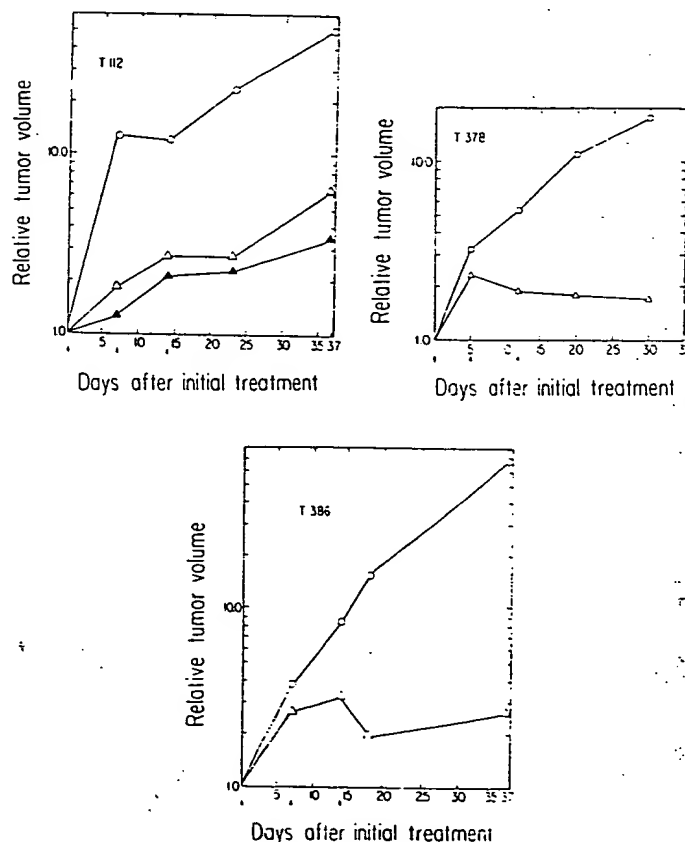 T 112
Relative tumor volume
10.0
1.0
0 5 10 15 20 25 30 35 37
Days after initial treatment
T 378
Relative tumor volume
10.0
1.0
5 20 30
Days after initial treatment
T 386
Relative tumor volume
10.0
1.0
5 10 15 20 25 30 35 37
Days after initial treatment